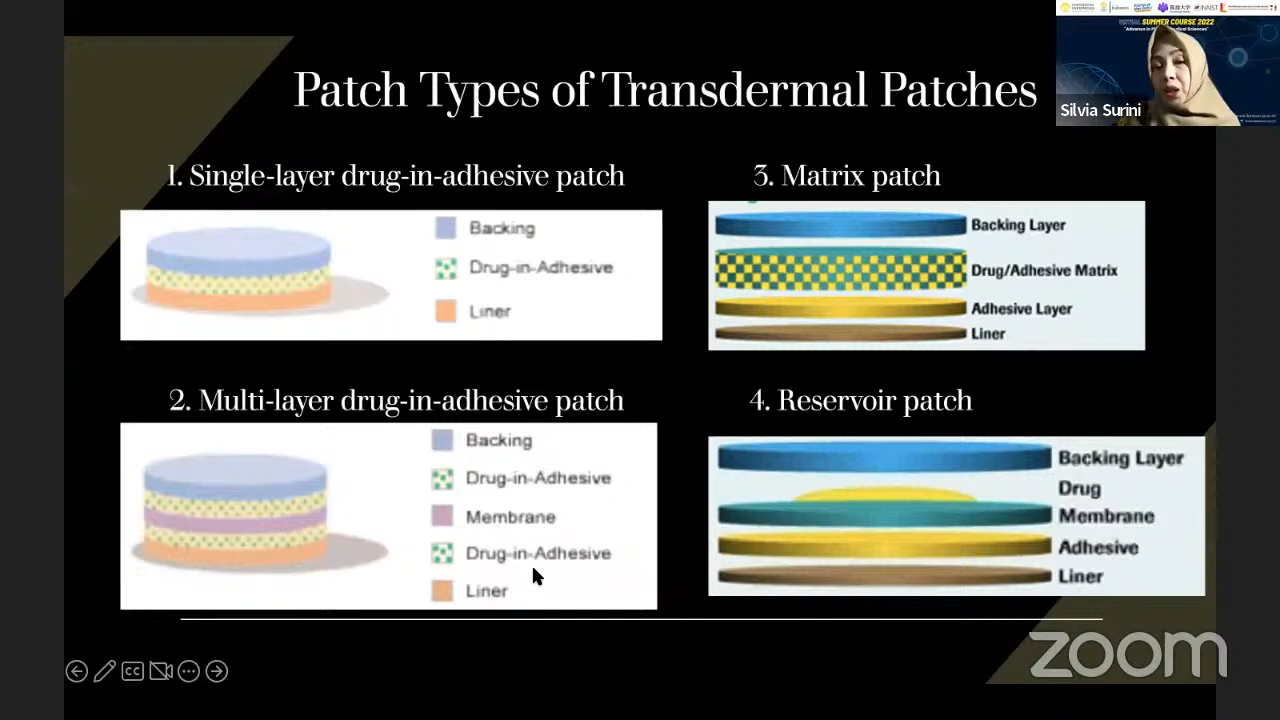 VIRTUAL SUMMER COURSE 2022
Silvia Surini
Patch Types of Transdermal Patches
1. Single-layer drug-in-adhesive patch
Backing
Drug-in-Adhesive
Liner
2. Multi-layer drug-in-adhesive patch
Backing
Drug-in-Adhesive
Membrane
Drug-in-Adhesive
Liner
3. Matrix patch
Backing Layer
Drug/Adhesive Matrix
Adhesive Layer
Liner
4. Reservoir patch
Backing Layer
Drug
Membrane
Adhesive
Liner
CC
zoom